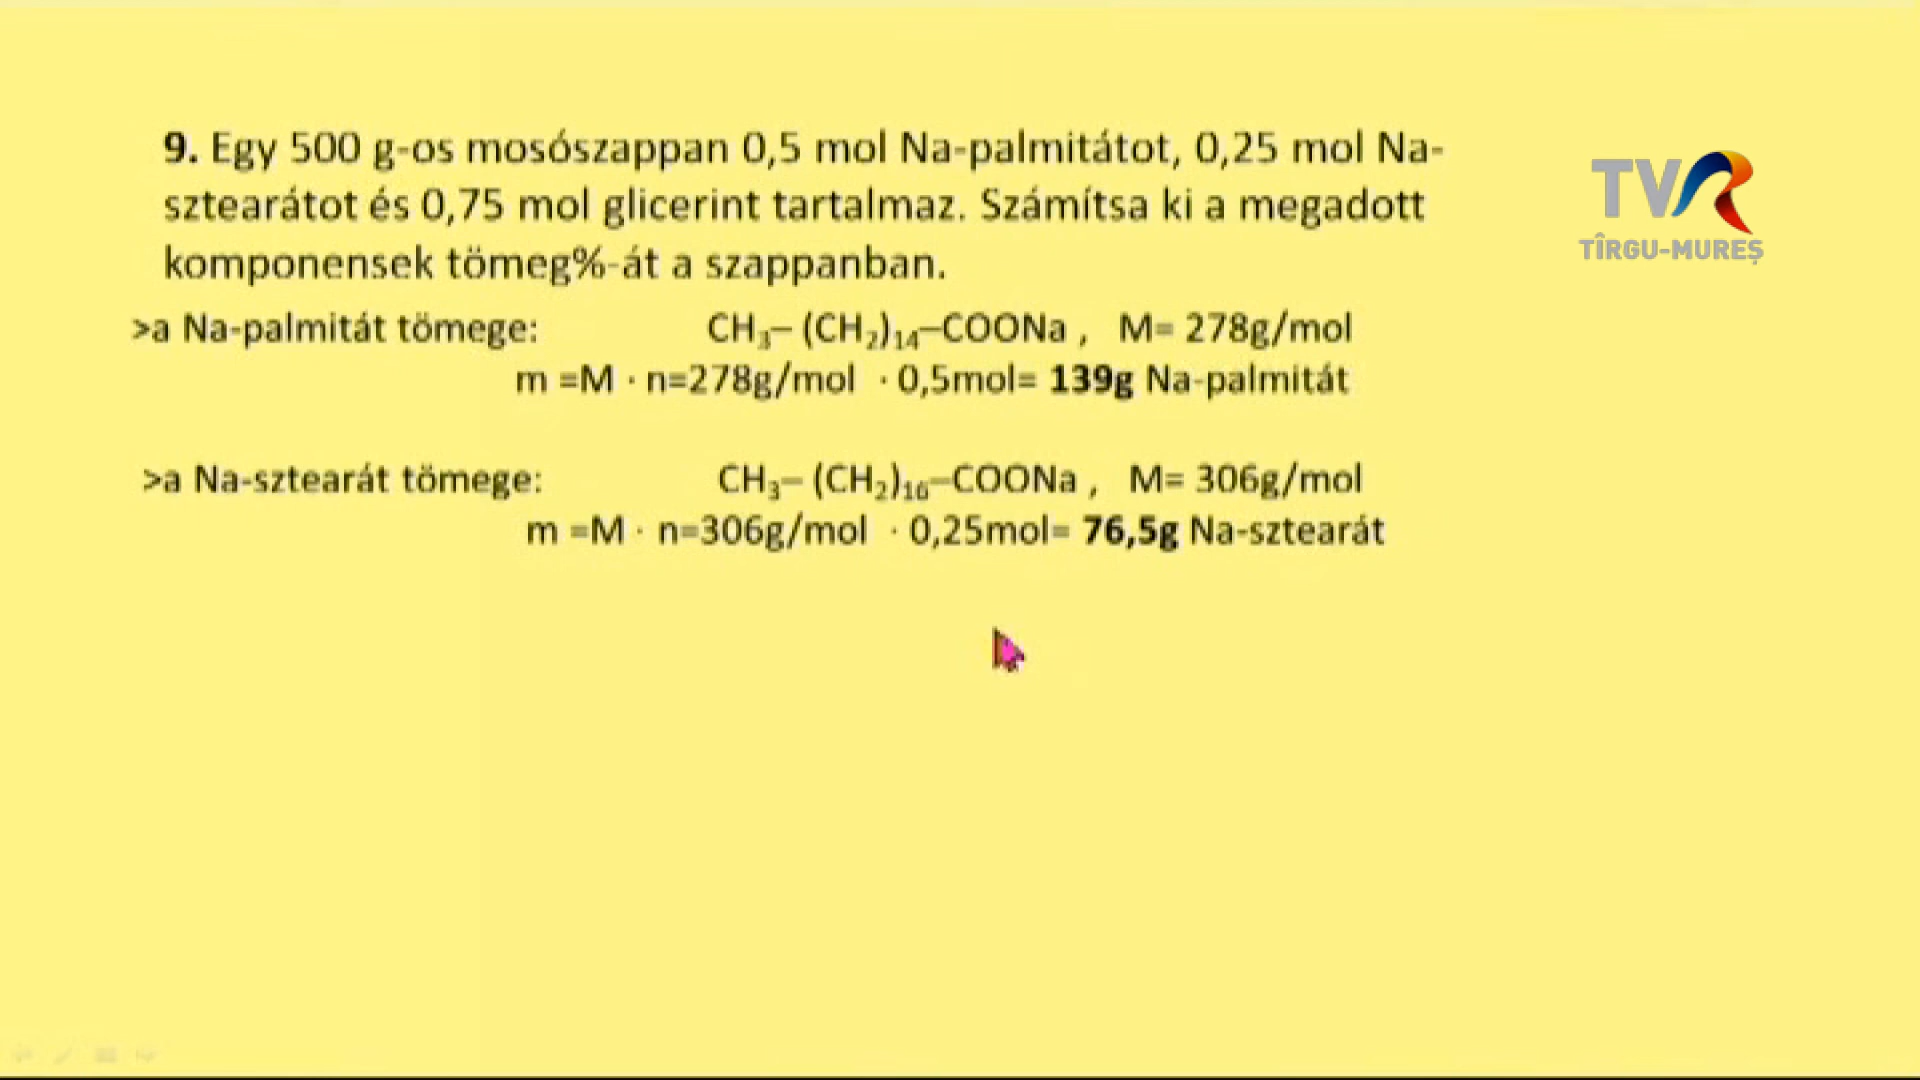 9. Egy 500 g-os mosószappan 0,5 mol Na-palmitátot, 0,25 mol Na-
sztearátot és 0,75 mol glicerint tartalmaz. Számítsa ki a megadott
komponensek tömeg%-át a szappanban.
>a Na-palmitát tömege: CH₃– (CH₂)₁₄–COONa , M= 278g/mol
m =M · n=278g/mol · 0,5mol= 139g Na-palmitát
>a Na-sztearát tömege: CH₃– (CH₂)₁₆–COONa , M= 306g/mol
m =M · n=306g/mol · 0,25mol= 76,5g Na-sztearát
TVR
TÎRGU-MUREȘ